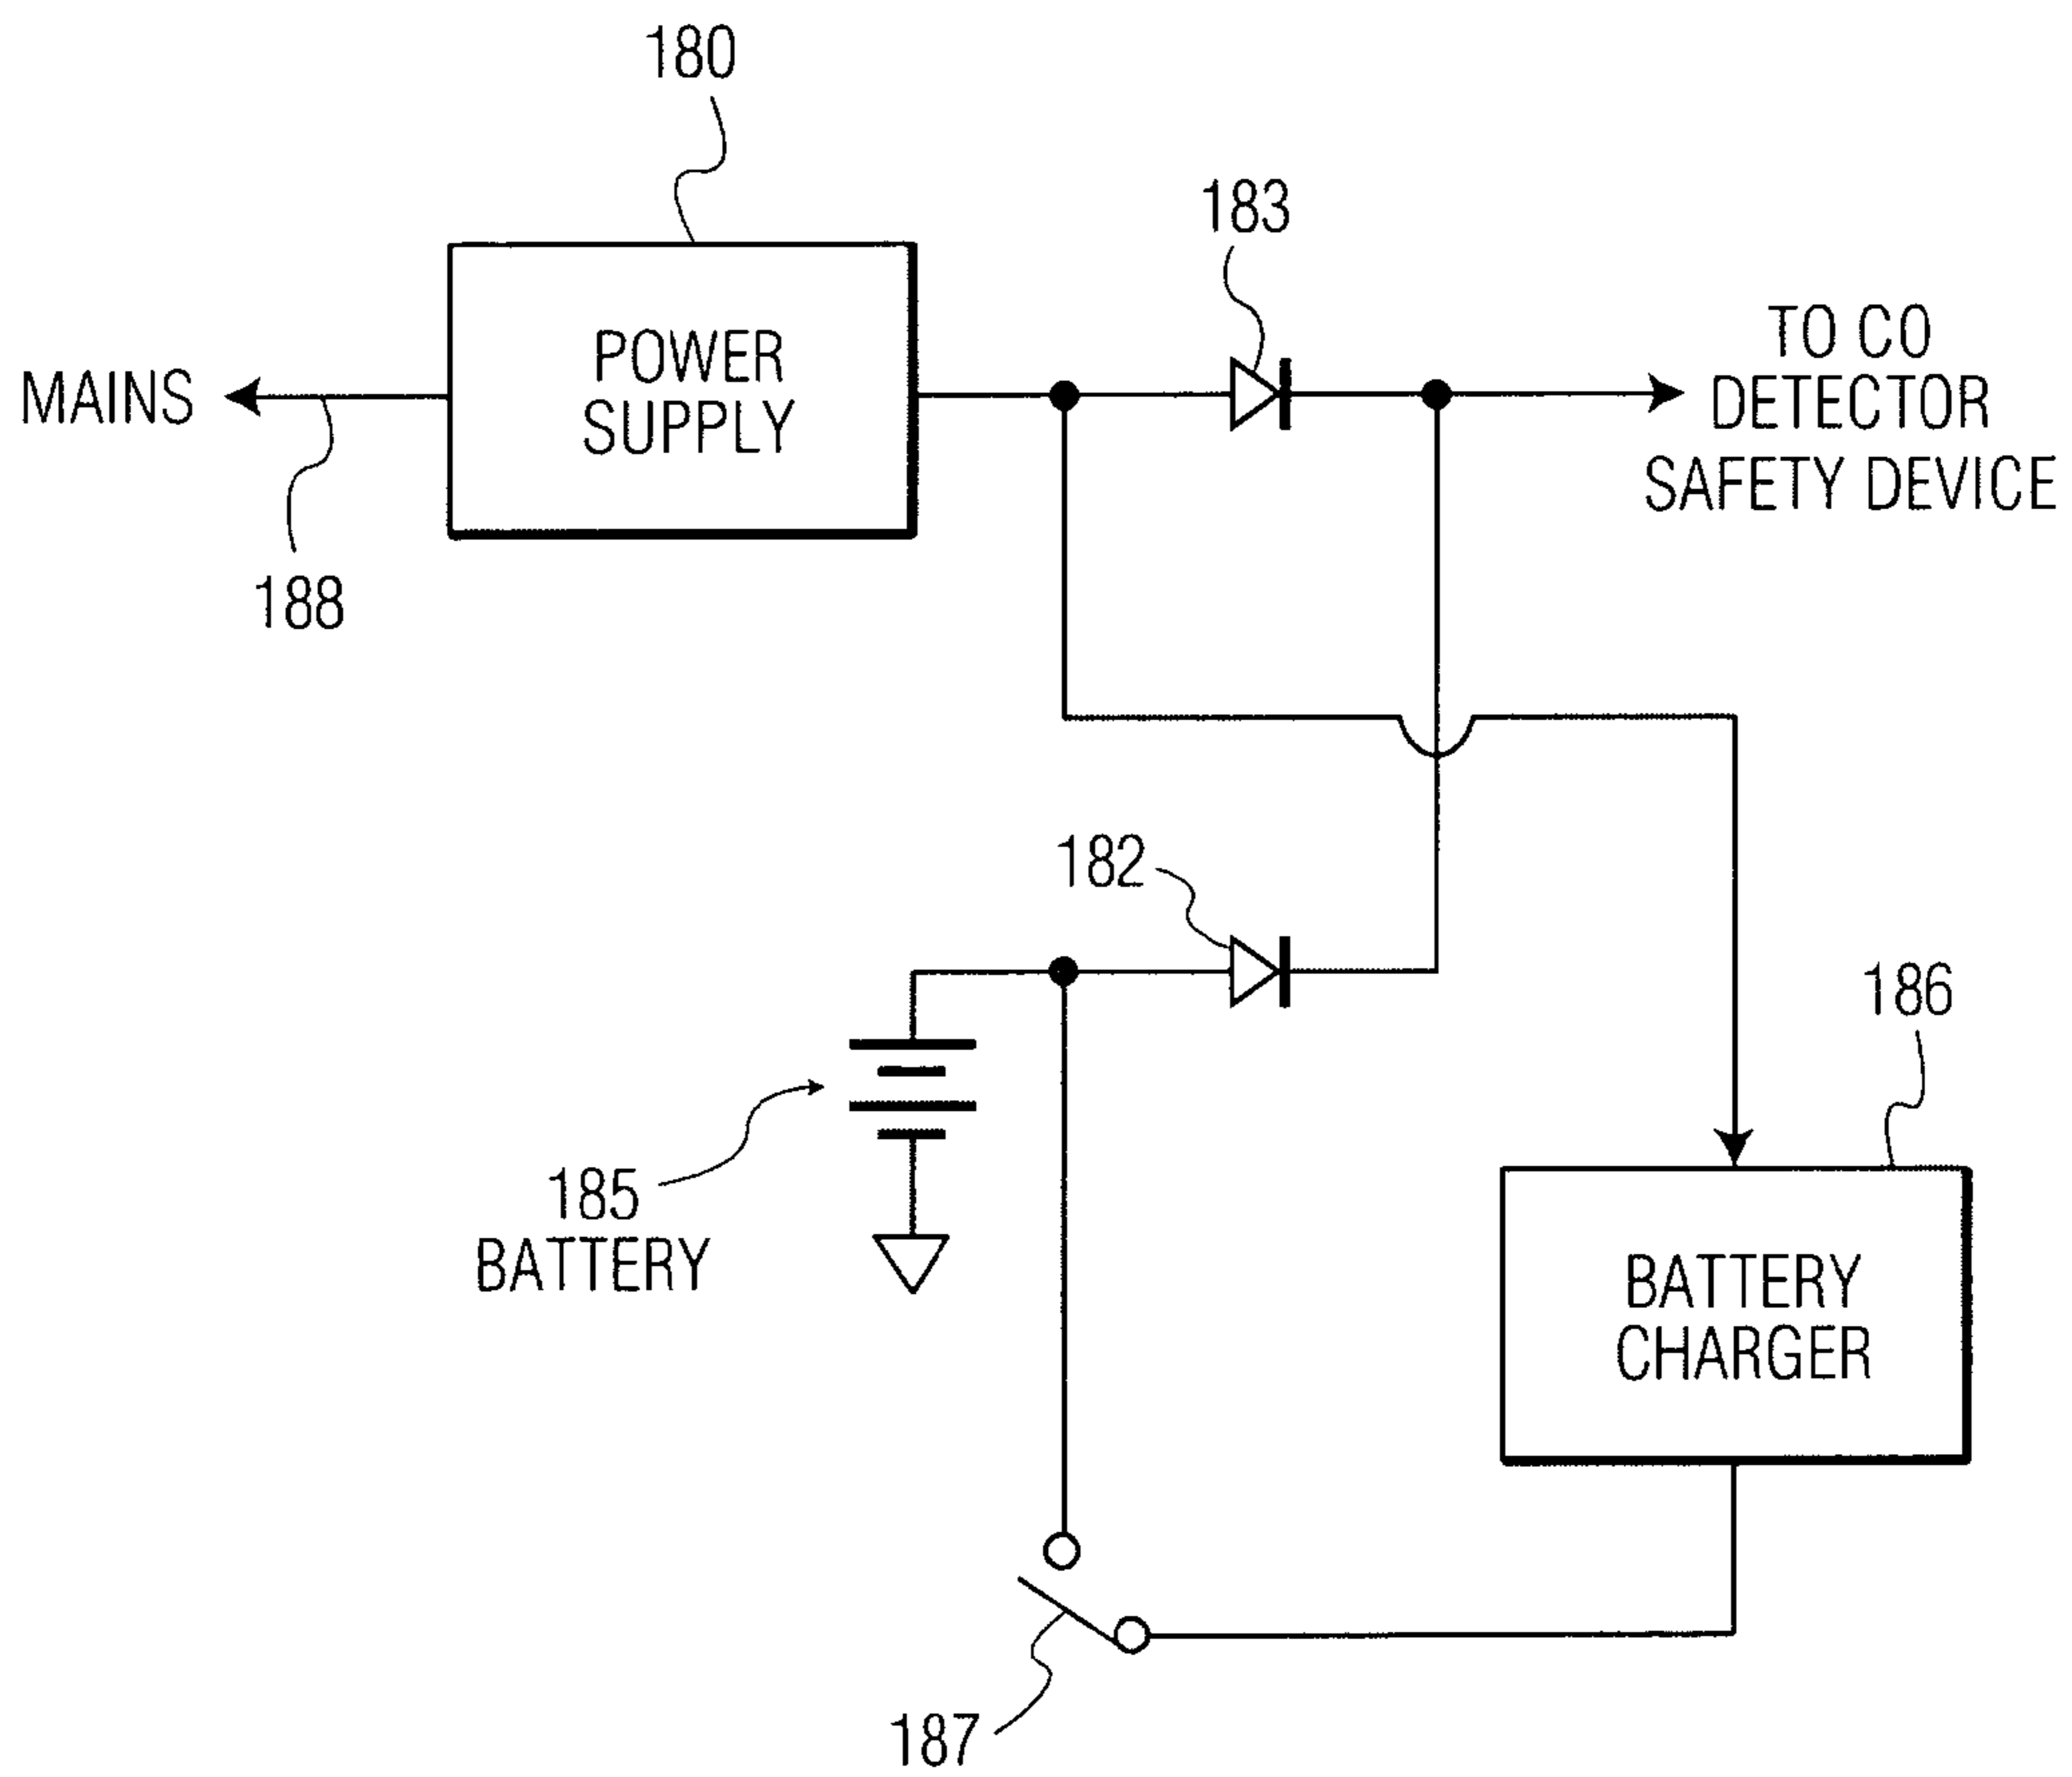 180
183
MAINS
POWER
SUPPLY
TO CO
DETECTOR
SAFETY DEVICE
188
182
186
185
BATTERY
BATTERY
CHARGER
187